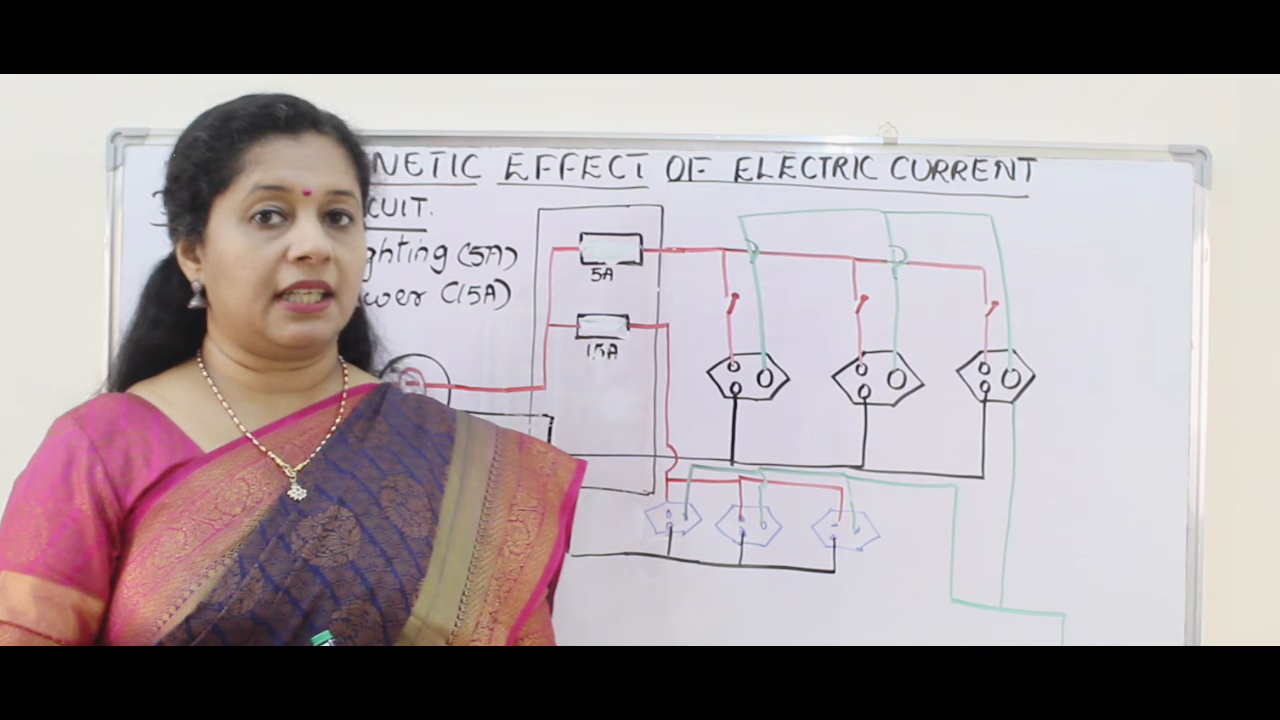 NETIC EFFECT OF ELECTRIC CURRENT
CUIT.
ghting (5A)
wer (15A)
5A
15A